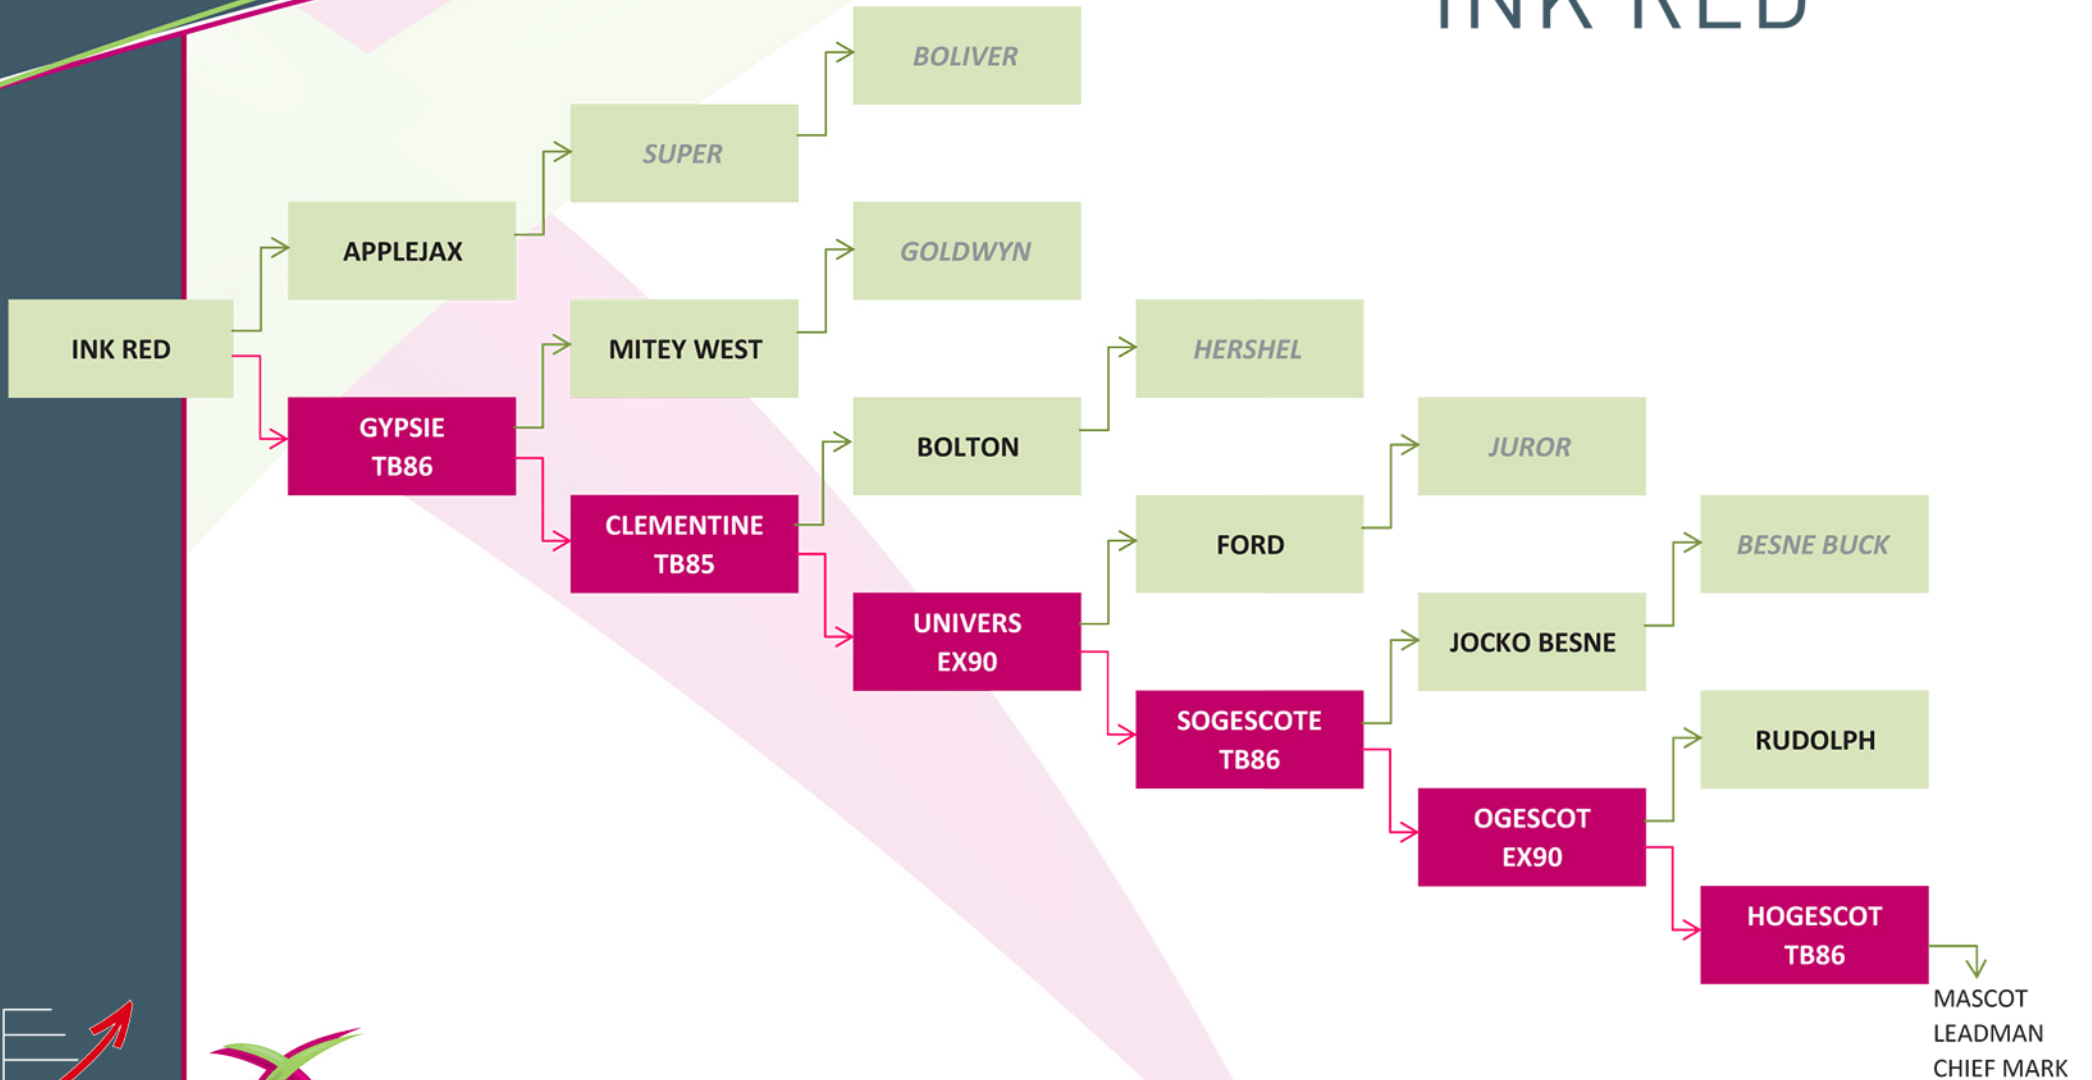 INK RED
BOLIVER
SUPER
APPLEJAX
GOLDWYN
INK RED
MITEY WEST
HERSHEL
GYPSIE
TB86
BOLTON
JUROR
CLEMENTINE
TB85
FORD
BESNE BUCK
UNIVERS
EX90
JOCKO BESNE
SOGESCOTE
TB86
RUDOLPH
OGESCOT
EX90
HOGESCOT
TB86
MASCOT
LEADMAN
CHIEF MARK